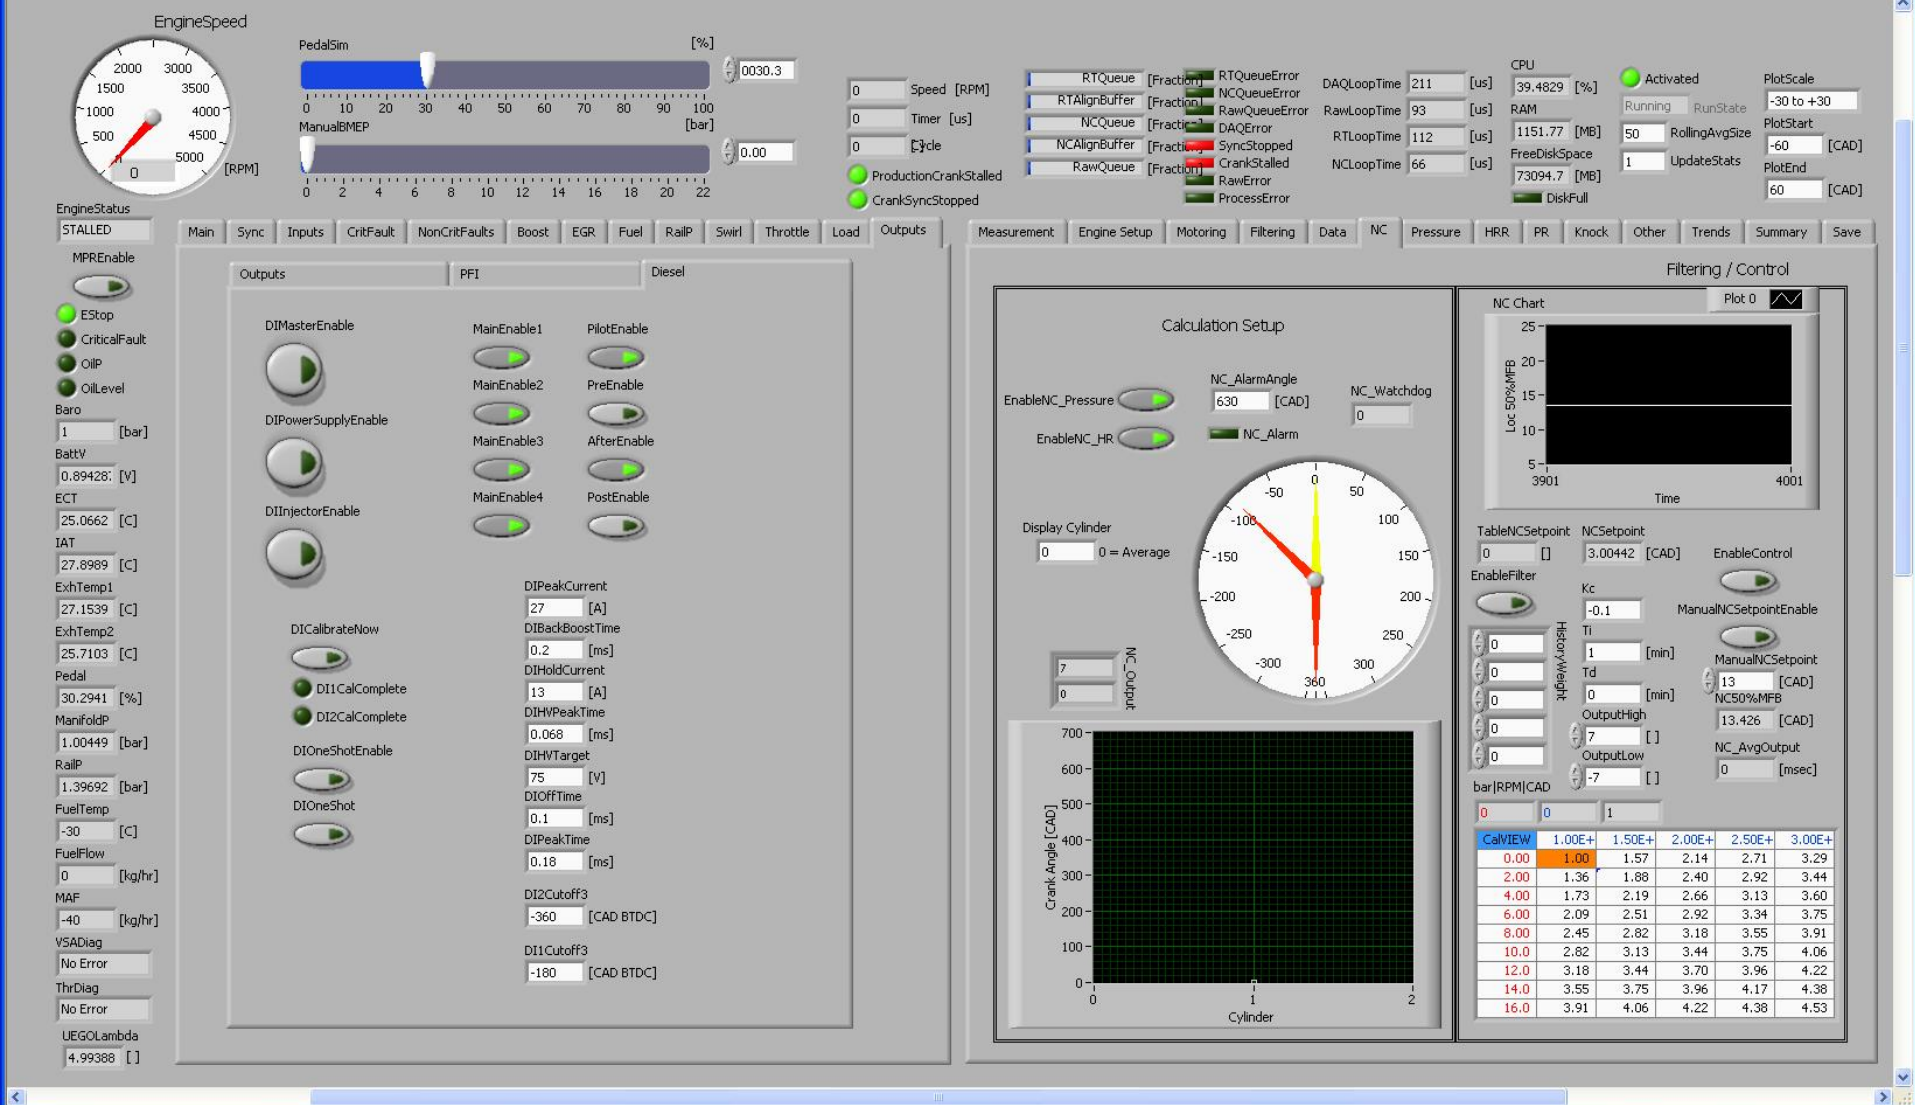 EngineSpeed
2000 3000
1500 3500
1000 4000
500 4500
0 5000
0
[RPM]
PedalSim [%]
0030.3
0 10 20 30 40 50 60 70 80 90 100
ManualBMEP [bar]
0.00
0 2 4 6 8 10 12 14 16 18 20 22
0 Speed [RPM]
0 Timer [us]
0 Cycle
ProductionCrankStalled
CrankSyncStopped
RTQueue [Fraction]
RTAlignBuffer [Fraction]
NCQueue [Fraction]
NCAlignBuffer [Fraction]
RawQueue [Fraction]
RTQueueError
NCQueueError
RawQueueError
DAQError
SyncStopped
CrankStalled
RawError
ProcessError
DAQLoopTime 211 [us]
RawLoopTime 93 [us]
RTLoopTime 112 [us]
NCLoopTime 66 [us]
CPU
39.4829 [%]
RAM
1151.77 [MB]
FreeDiskSpace
73094.7 [MB]
DiskFull
Activated
Running RunState
50 RollingAvgSize
1 UpdateStats
PlotScale
-30 to +30
PlotStart
-60 [CAD]
PlotEnd
60 [CAD]
EngineStatus
STALLED
MPREnable
EStop
CriticalFault
OilP
OilLevel
Baro
1 [bar]
BattV
0.89428 [V]
ECT
25.0662 [C]
IAT
27.8989 [C]
ExhTemp1
27.1539 [C]
ExhTemp2
25.7103 [C]
Pedal
30.2941 [%]
ManifoldP
1.00449 [bar]
RailP
1.39692 [bar]
FuelTemp
-30 [C]
FuelFlow
0 [kg/hr]
MAF
-40 [kg/hr]
VSADiag
No Error
ThrDiag
No Error
UEGOLambda
4.99388 [ ]
Main Sync Inputs CritFault NonCritFaults Boost EGR Fuel RailP Swirl Throttle Load Outputs
Outputs PFI Diesel
DIMasterEnable
DIPowerSupplyEnable
DIInjectorEnable
MainEnable1 PilotEnable
MainEnable2 PreEnable
MainEnable3 AfterEnable
MainEnable4 PostEnable
DICalibrateNow
DI1CalComplete
DI2CalComplete
DIOneShotEnable
DIOneShot
DIPeakCurrent
27 [A]
DIBackBoostTime
0.2 [ms]
DIHoldCurrent
13 [A]
DIHVPeakTime
0.068 [ms]
DIHVTarget
75 [V]
DIOffTime
0.1 [ms]
DIPeakTime
0.18 [ms]
DI2Cutoff3
-360 [CAD BTDC]
DI1Cutoff3
-180 [CAD BTDC]
Measurement Engine Setup Motoring Filtering Data NC Pressure HRR PR Knock Other Trends Summary Save
Filtering / Control
Calculation Setup
EnableNC_Pressure
EnableNC_HR
NC_AlarmAngle
630 [CAD]
NC_Alarm
NC_Watchdog
0
Display Cylinder
0 0 = Average
0
-50 50
-100 100
-150 150
-200 200
-250 250
-300 300
360
7
0
NC_Output
700
600
500
400
300
200
100
0
Crank Angle [CAD]
0 1 2
Cylinder
NC Chart Plot 0
25
20
15
10
5
Loc 50%MFB
3901 4001
Time
TableNCSetpoint NCSetpoint
0 [] 3.00442 [CAD]
EnableControl
EnableFilter
0
0
0
0
0
HistoryWeight
Kc
-0.1
Ti
1 [min]
Td
0 [min]
OutputHigh
7 [ ]
OutputLow
-7 [ ]
ManualNCSetpointEnable
ManualNCSetpoint
13 [CAD]
NC50%MFB
13.426 [CAD]
NC_AvgOutput
0 [msec]
bar|RPM|CAD
0 0 1
CalVIEW 1.00E+ 1.50E+ 2.00E+ 2.50E+ 3.00E+
0.00 1.00 1.57 2.14 2.71 3.29
2.00 1.36 1.88 2.40 2.92 3.44
4.00 1.73 2.19 2.66 3.13 3.60
6.00 2.09 2.51 2.92 3.34 3.75
8.00 2.45 2.82 3.18 3.55 3.91
10.0 2.82 3.13 3.44 3.75 4.06
12.0 3.18 3.44 3.70 3.96 4.22
14.0 3.55 3.75 3.96 4.17 4.38
16.0 3.91 4.06 4.22 4.38 4.53